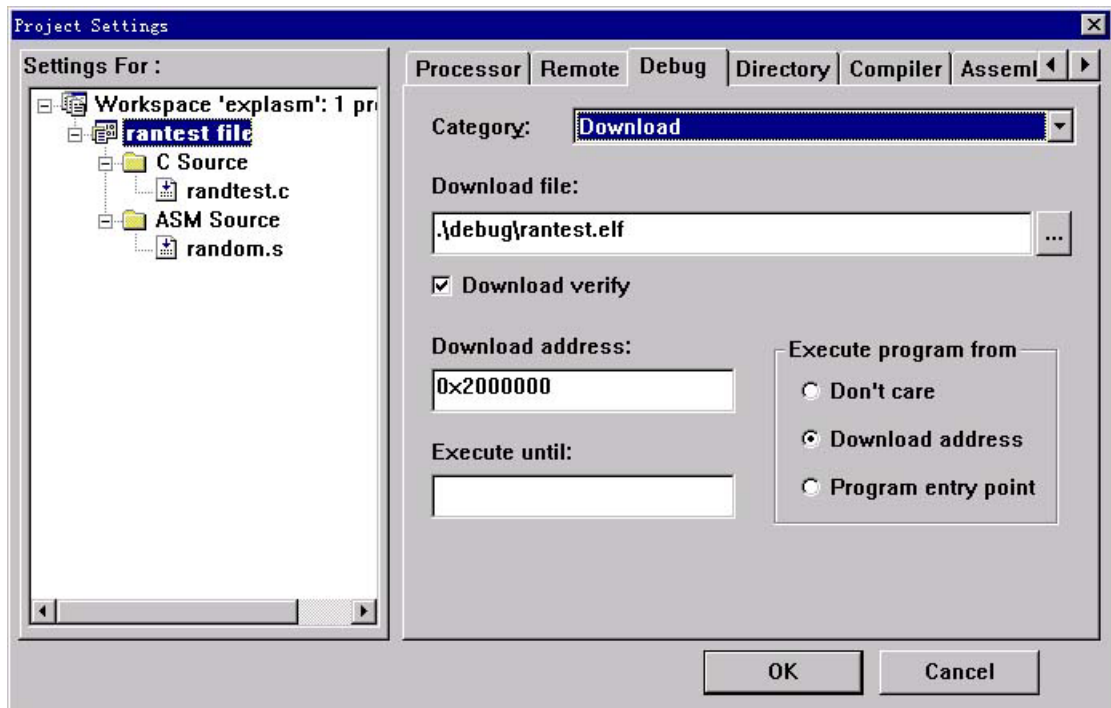 Project Settings
Settings For :
Workspace 'explasm': 1 pr
rantest file
C Source
randtest.c
ASM Source
random.s
Processor
Remote
Debug
Directory
Compiler
Asseml
Category:
Download
Download file:
.\debug\rantest.elf
...
Download verify
Download address:
0x2000000
Execute until:
Execute program from
Don't care
Download address
Program entry point
OK
Cancel